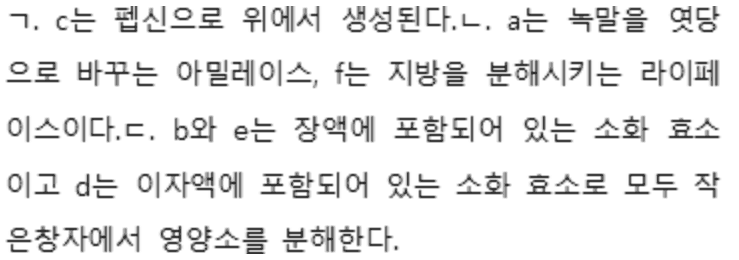 ㄱ. c는 펩신으로 위에서 생성된다.ㄴ. a는 녹말을 엿당
으로 바꾸는 아밀레이스, f는 지방을 분해시키는 라이페
이스이다.ㄷ. b와 e는 장액에 포함되어 있는 소화 효소
이고 d는 이자액에 포함되어 있는 소화 효소로 모두 작
은창자에서 영양소를 분해한다.